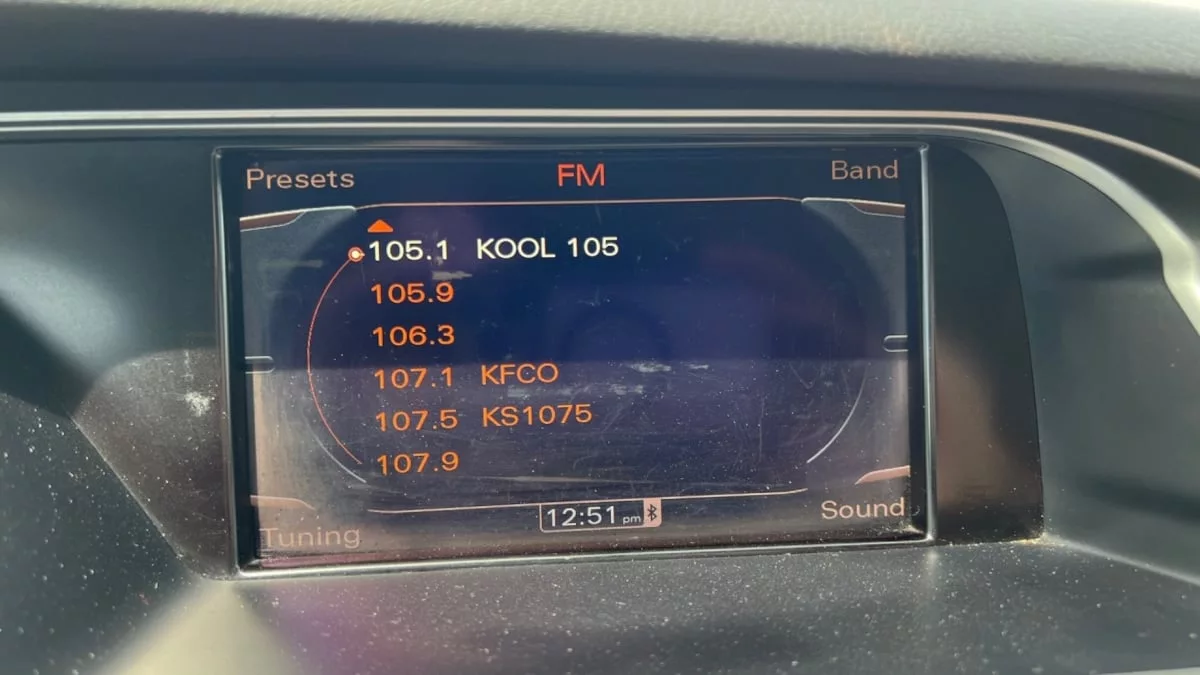 Presets FM Band
105.1 KOOL 105
105.9
106.3
107.1 KFCO
107.5 KS1075
107.9
Tuning 12:51 pm Sound